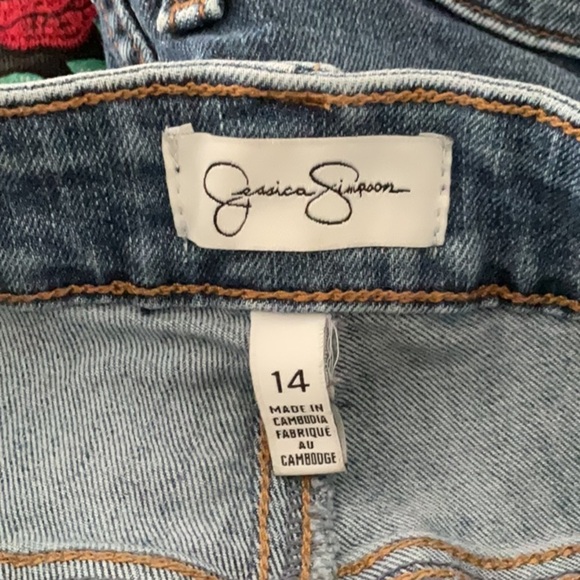 Jessica Simpson
14
MADE IN
CAMBODIA
FABRIQUE
AU
CAMBODGE